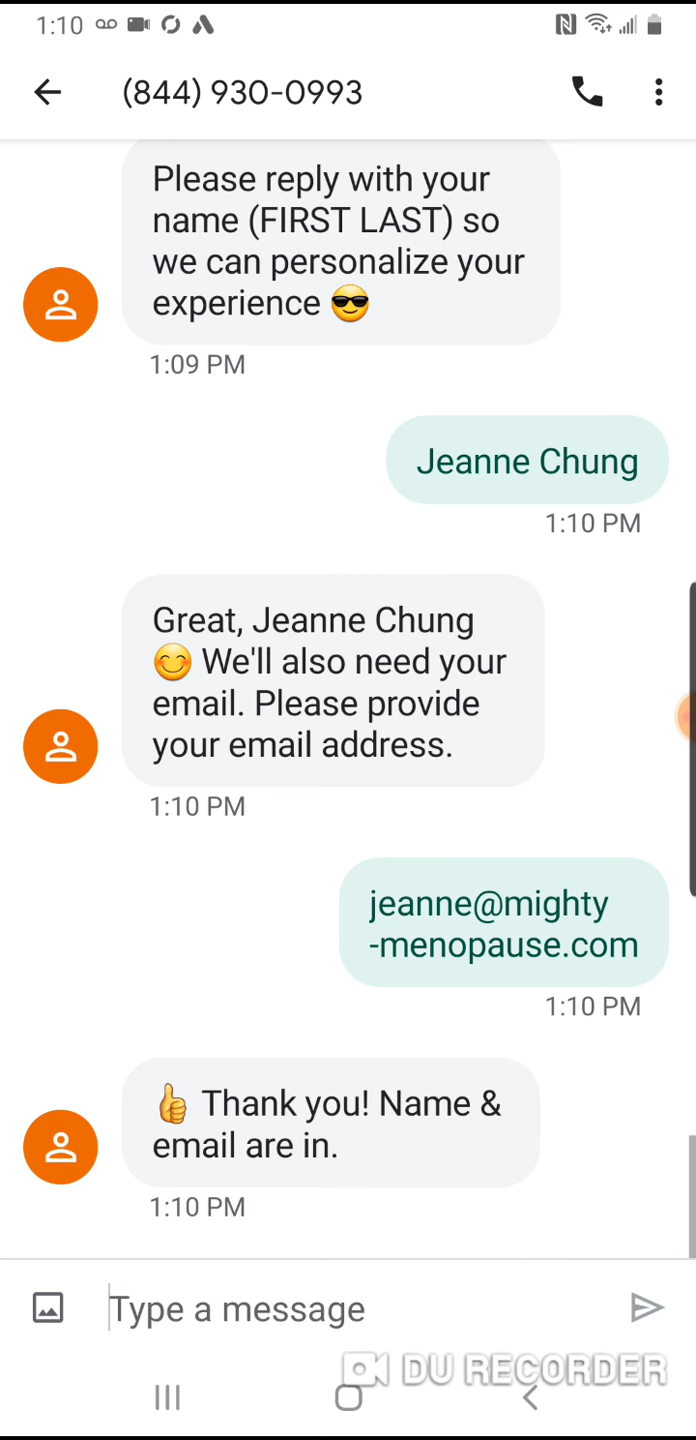 1:10
(844) 930-0993
Please reply with your
name (FIRST LAST) so
we can personalize your
experience 😎
1:09 PM
Jeanne Chung
1:10 PM
Great, Jeanne Chung
😊 We'll also need your
email. Please provide
your email address.
1:10 PM
jeanne@mighty
-menopause.com
1:10 PM
👍 Thank you! Name &
email are in.
1:10 PM
Type a message
DU RECORDER